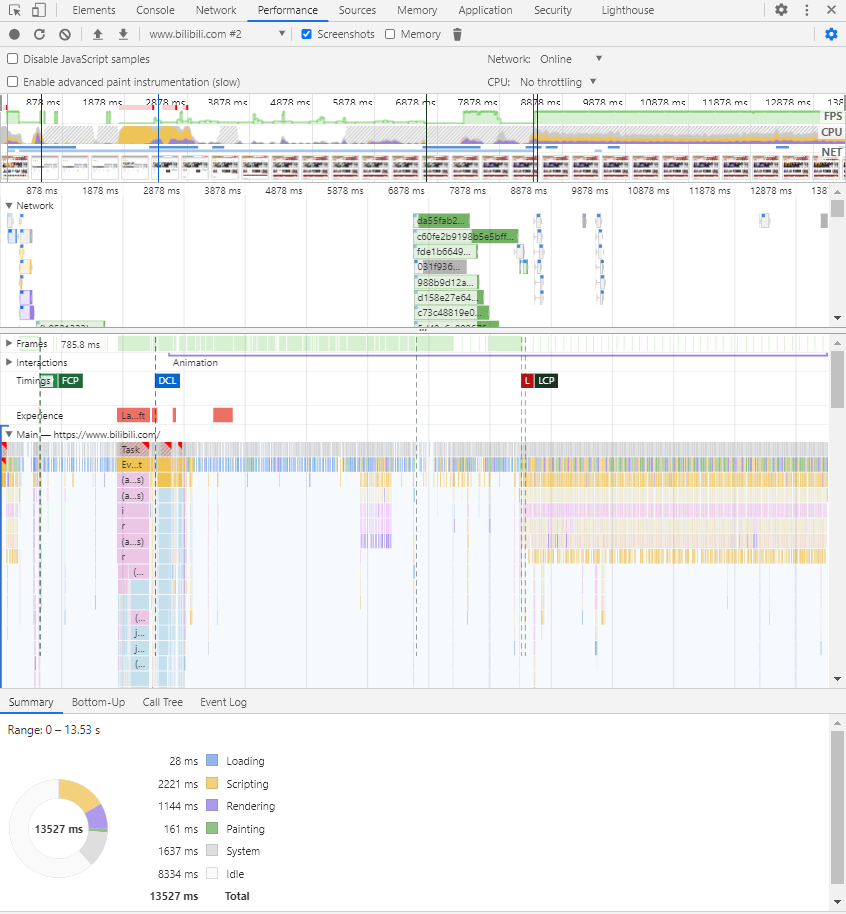 Elements Console Network Performance Sources Memory Application Security Lighthouse
www.bilibili.com #2 Screenshots Memory
Disable JavaScript samples Network: Online
Enable advanced paint instrumentation (slow) CPU: No throttling
878 ms 1878 ms 2878 ms 3878 ms 4878 ms 5878 ms 6878 ms 7878 ms 8878 ms 9878 ms 10878 ms 11878 ms 12878 ms
FPS
CPU
NET
878 ms 1878 ms 2878 ms 3878 ms 4878 ms 5878 ms 6878 ms 7878 ms 8878 ms 9878 ms 10878 ms 11878 ms 12878 ms
Network
da55fab2...
c60fe2b9198b5e5bff...
fde1b6649...
031f936...
988b9d12a...
d158e27e64...
c73c48819e0...
Frames 785.8 ms
Interactions Animation
Timings FCP DCL L LCP
Experience La...ft
Main — https://www.bilibili.com/
Task
Ev...t
(a...s)
(a...s)
i
r
(a...s)
r
(...
(...
j...
j...
(...
Summary Bottom-Up Call Tree Event Log
Range: 0 – 13.53 s
28 ms Loading
2221 ms Scripting
1144 ms Rendering
13527 ms
161 ms Painting
1637 ms System
8334 ms Idle
13527 ms Total